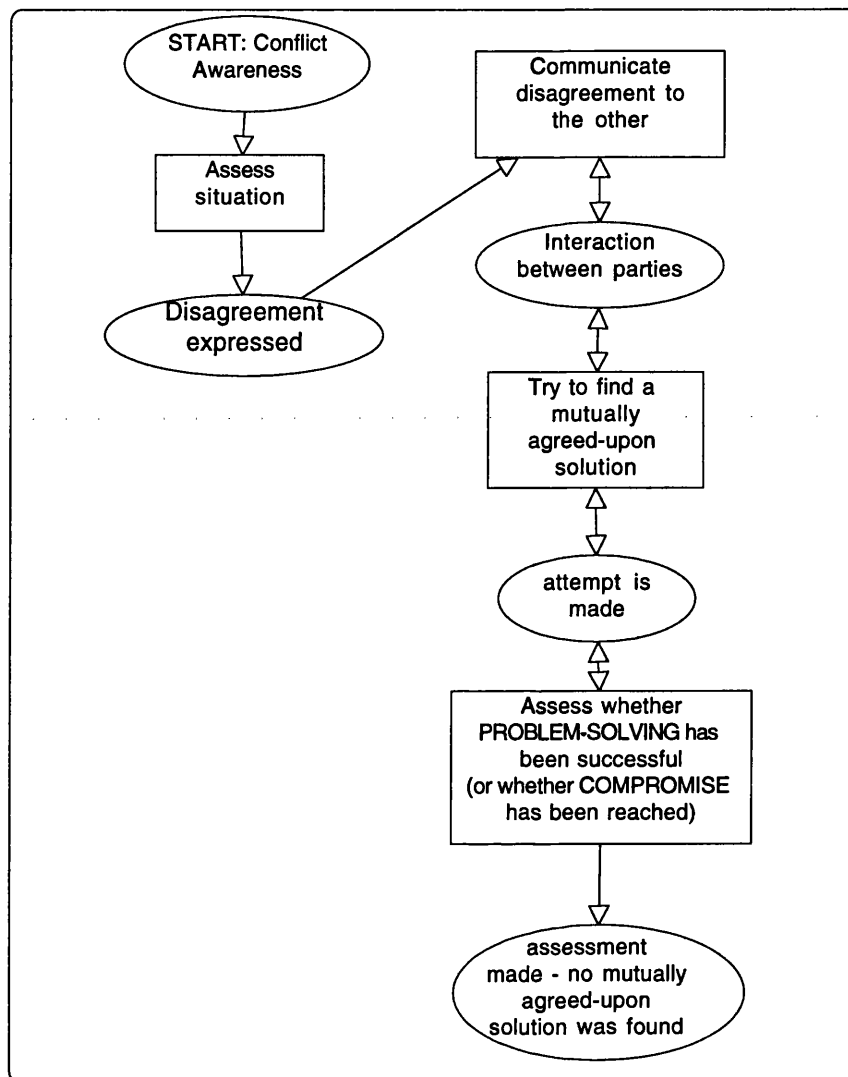 START: Conflict
Awareness
Assess
situation
Disagreement
expressed
Communicate
disagreement to
the other
Interaction
between parties
Try to find a
mutually
agreed-upon
solution
attempt is
made
Assess whether
PROBLEM-SOLVING has
been successful
(or whether COMPROMISE
has been reached)
assessment
made - no mutually
agreed-upon
solution was found